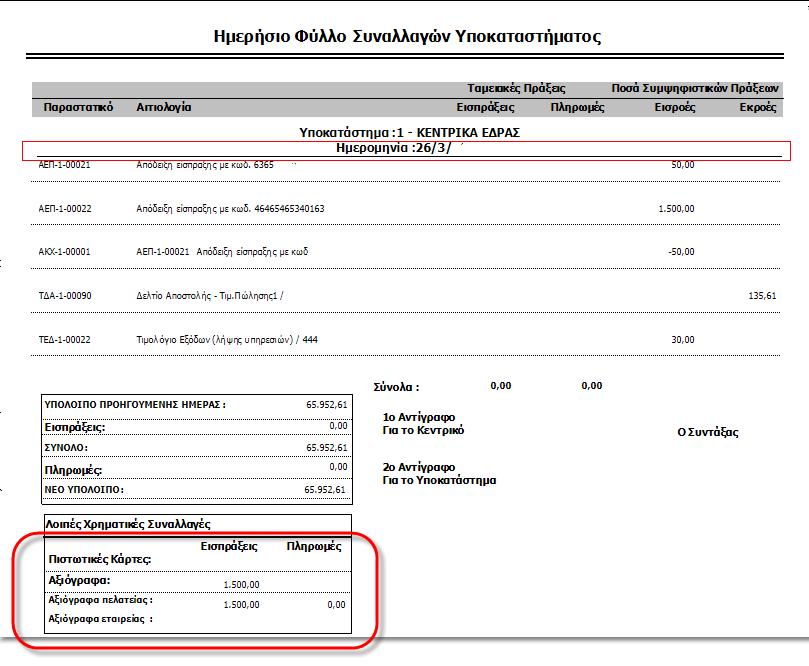 Ημερήσιο Φύλλο Συναλλαγών Υποκαταστήματος
Ταμειακές Πράξεις Ποσά Συμψηφιστικών Πράξεων
Παραστατικό Αιτιολογία Εισπράξεις Πληρωμές Εισροές Εκροές
Υποκατάστημα :1 - ΚΕΝΤΡΙΚΑ ΕΔΡΑΣ
Ημερομηνία :26/3/
ΑΕΠ-1-00021 Απόδειξη είσπραξης με κωδ. 6365 50,00
ΑΕΠ-1-00022 Απόδειξη είσπραξης με κωδ. 46465465340163 1.500,00
ΑΚΧ-1-00001 ΑΕΠ-1-00021 Απόδειξη είσπραξης με κωδ -50,00
ΤΔΑ-1-00090 Δελτίο Αποστολής - Τιμ.Πώλησης1 / 135,61
ΤΕΔ-1-00022 Τιμολόγιο Εξόδων (λήψης υπηρεσιών) / 444 30,00
Σύνολα : 0,00 0,00
ΥΠΟΛΟΙΠΟ ΠΡΟΗΓΟΥΜΕΝΗΣ ΗΜΕΡΑΣ : 65.952,61
Εισπράξεις: 0,00
ΣΥΝΟΛΟ: 65.952,61
Πληρωμές: 0,00
ΝΕΟ ΥΠΟΛΟΙΠΟ: 65.952,61
1ο Αντίγραφο
Για το Κεντρικό
Ο Συντάξας
2ο Αντίγραφο
Για το Υποκατάστημα
Λοιπές Χρηματικές Συναλλαγές
Εισπράξεις Πληρωμές
Πιστωτικές Κάρτες:
Αξιόγραφα: 1.500,00
Αξιόγραφα πελατείας : 1.500,00 0,00
Αξιόγραφα εταιρείας :